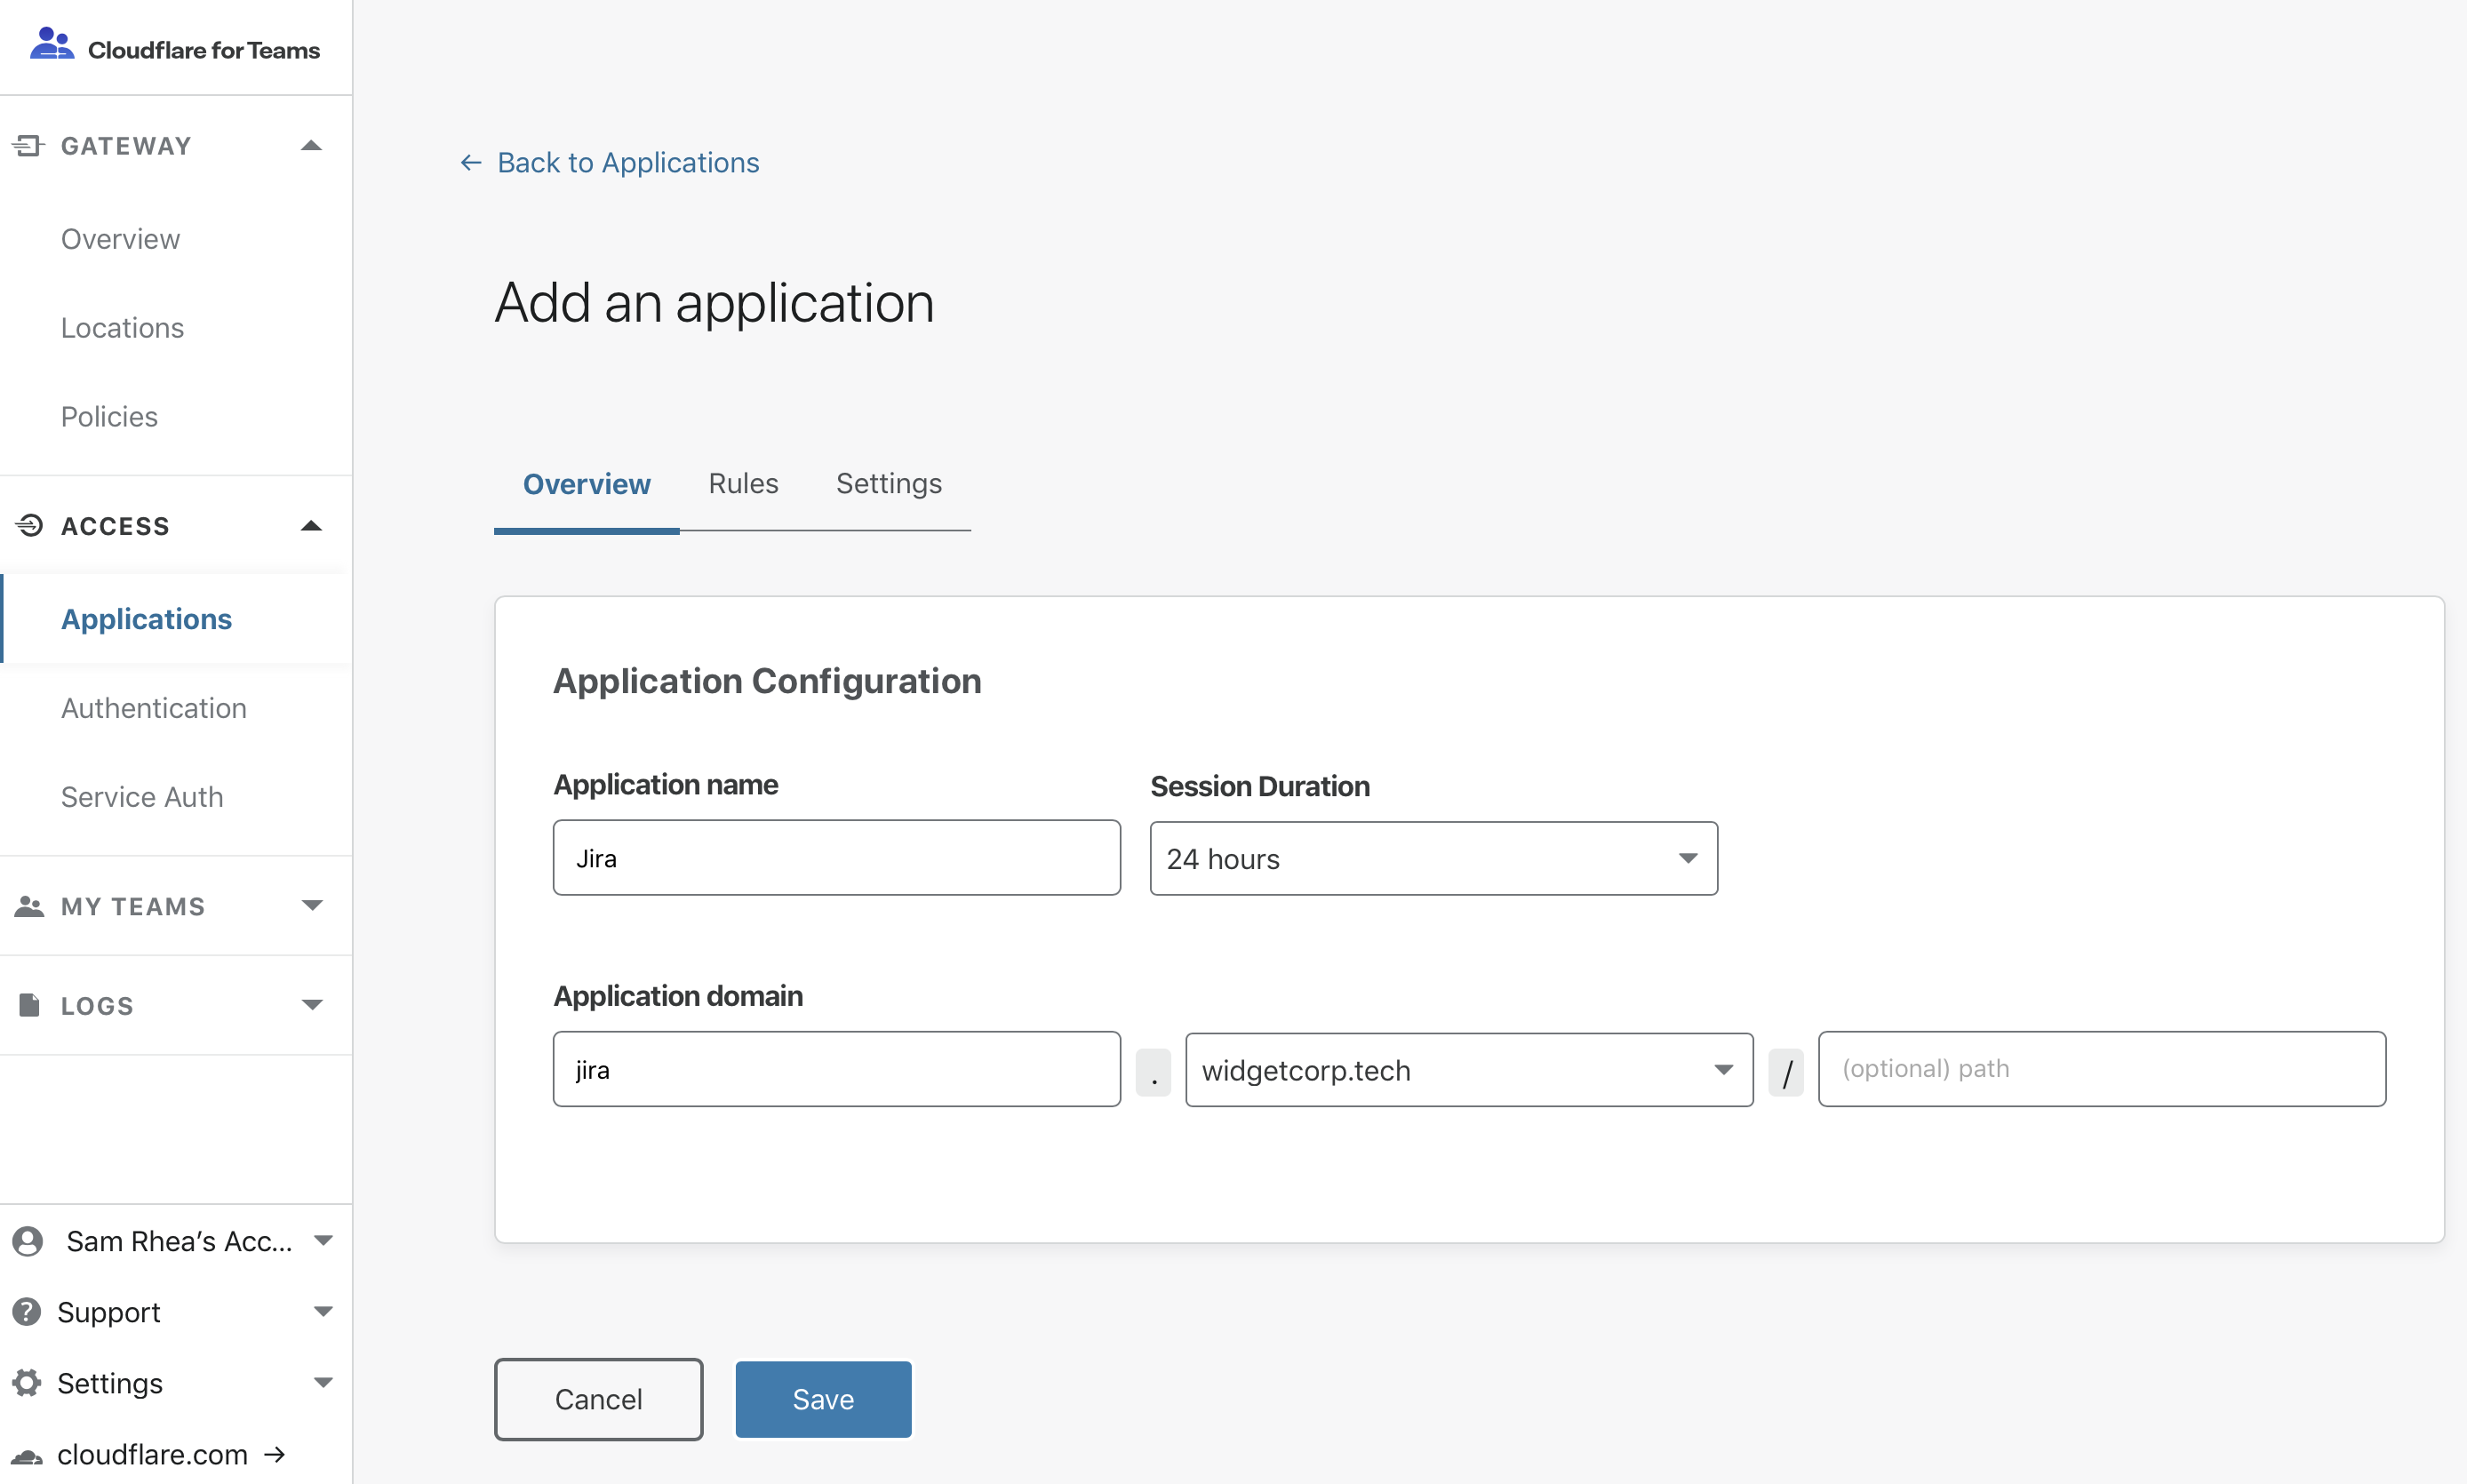 Cloudflare for Teams
GATEWAY
Overview
Locations
Policies
ACCESS
Applications
Authentication
Service Auth
MY TEAMS
LOGS
Sam Rhea’s Acc...
Support
Settings
cloudflare.com →
← Back to Applications
Add an application
Overview Rules Settings
Application Configuration
Application name Session Duration
Jira 24 hours
Application domain
jira . widgetcorp.tech / (optional) path
Cancel Save